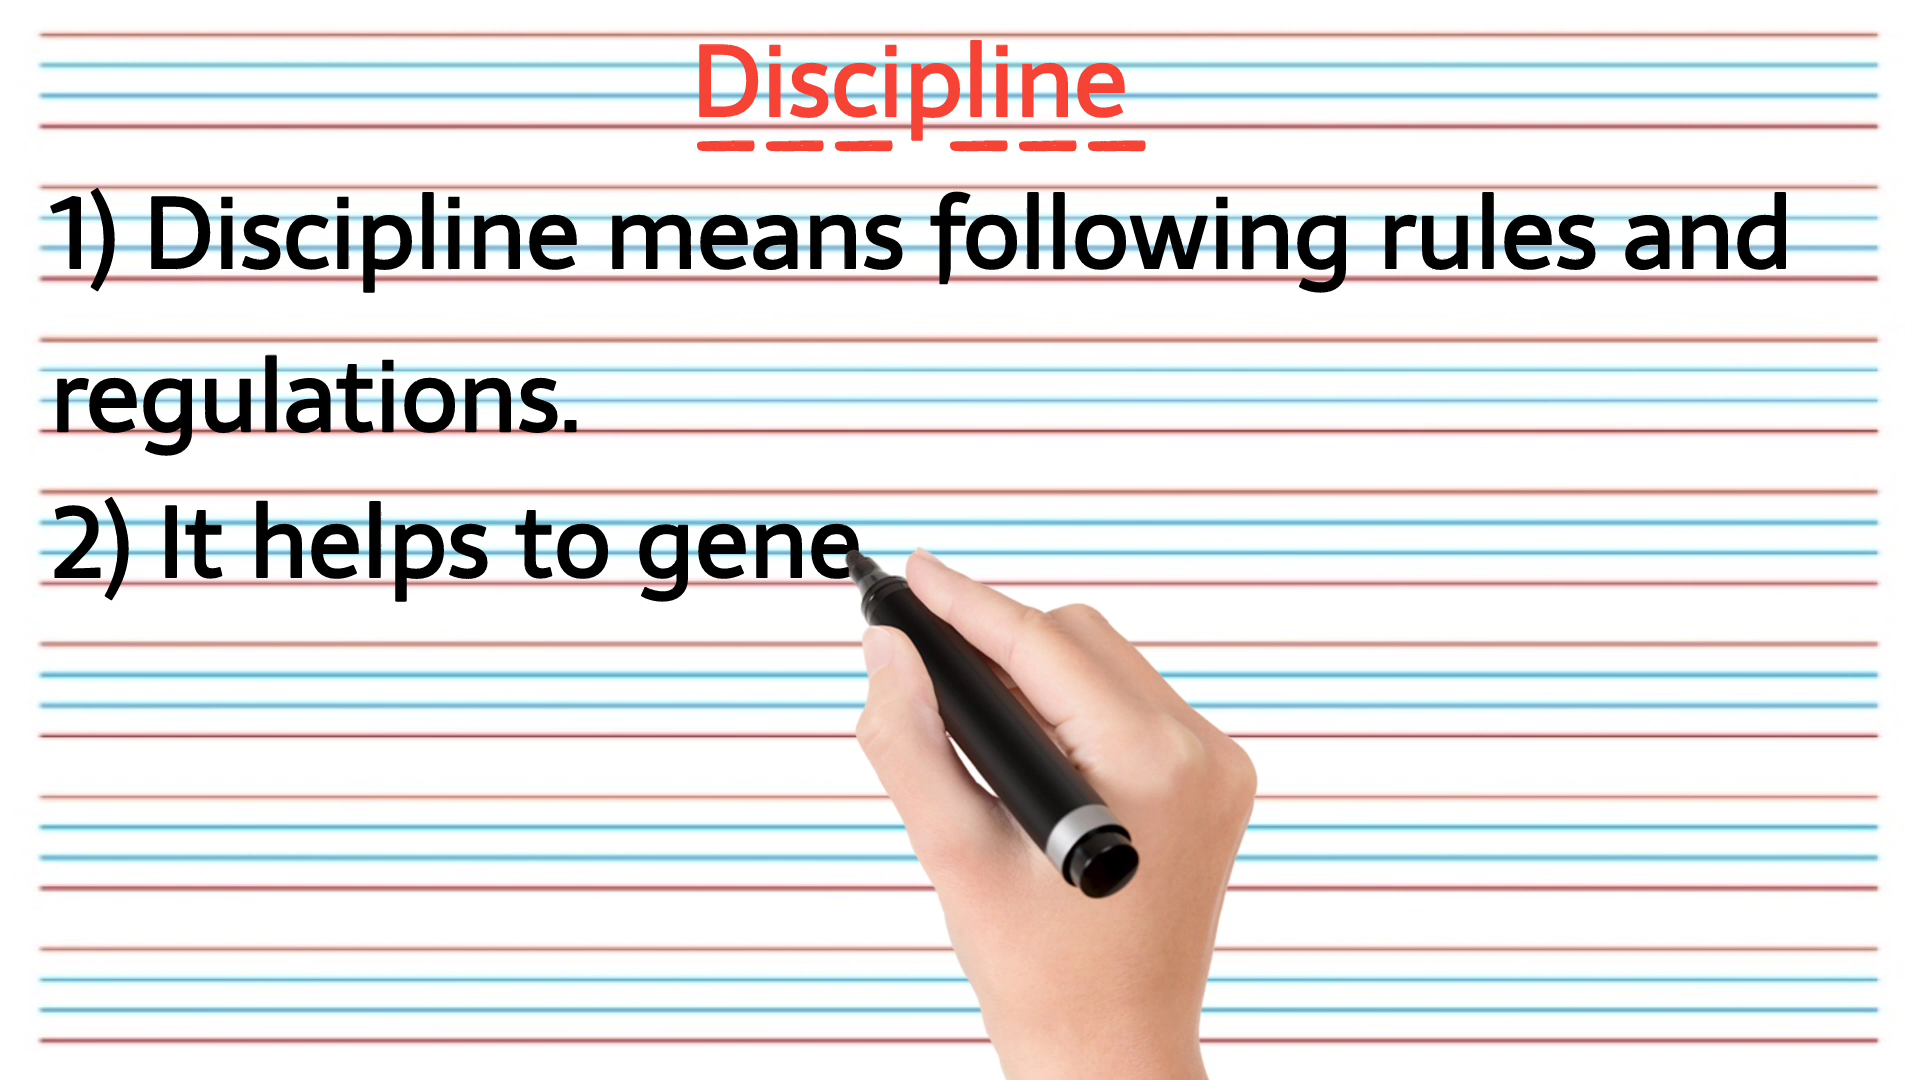 Discipline
1) Discipline means following rules and
regulations.
2) It helps to gene